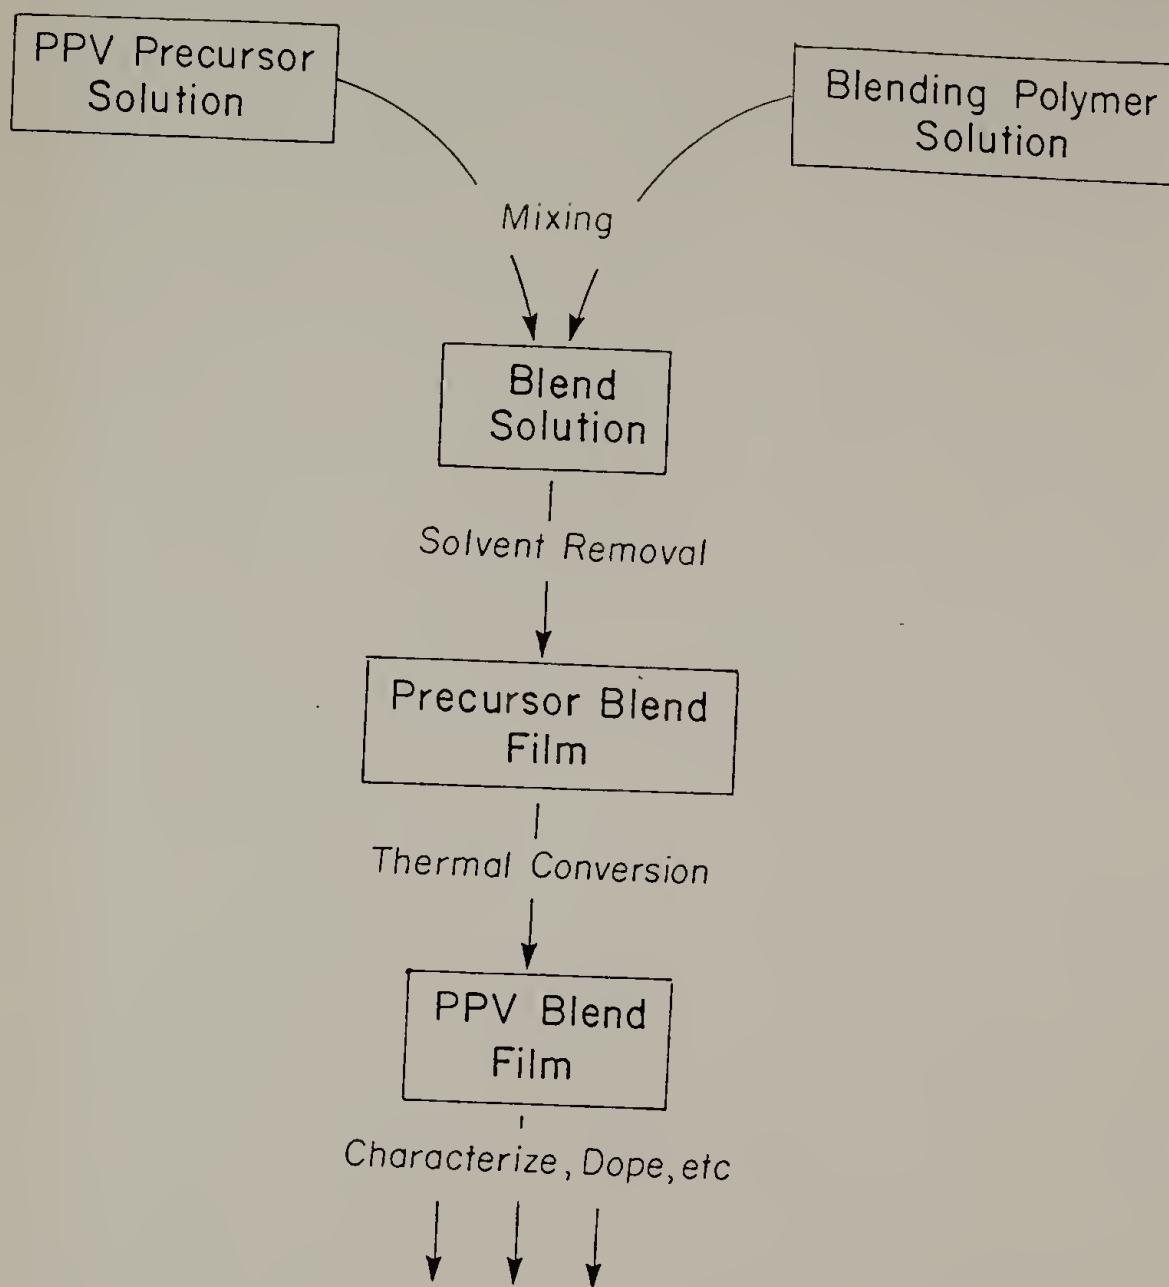 PPV Precursor
Solution
Blending Polymer
Solution
Mixing
Blend
Solution
Solvent Removal
Precursor Blend
Film
Thermal Conversion
PPV Blend
Film
Characterize, Dope, etc